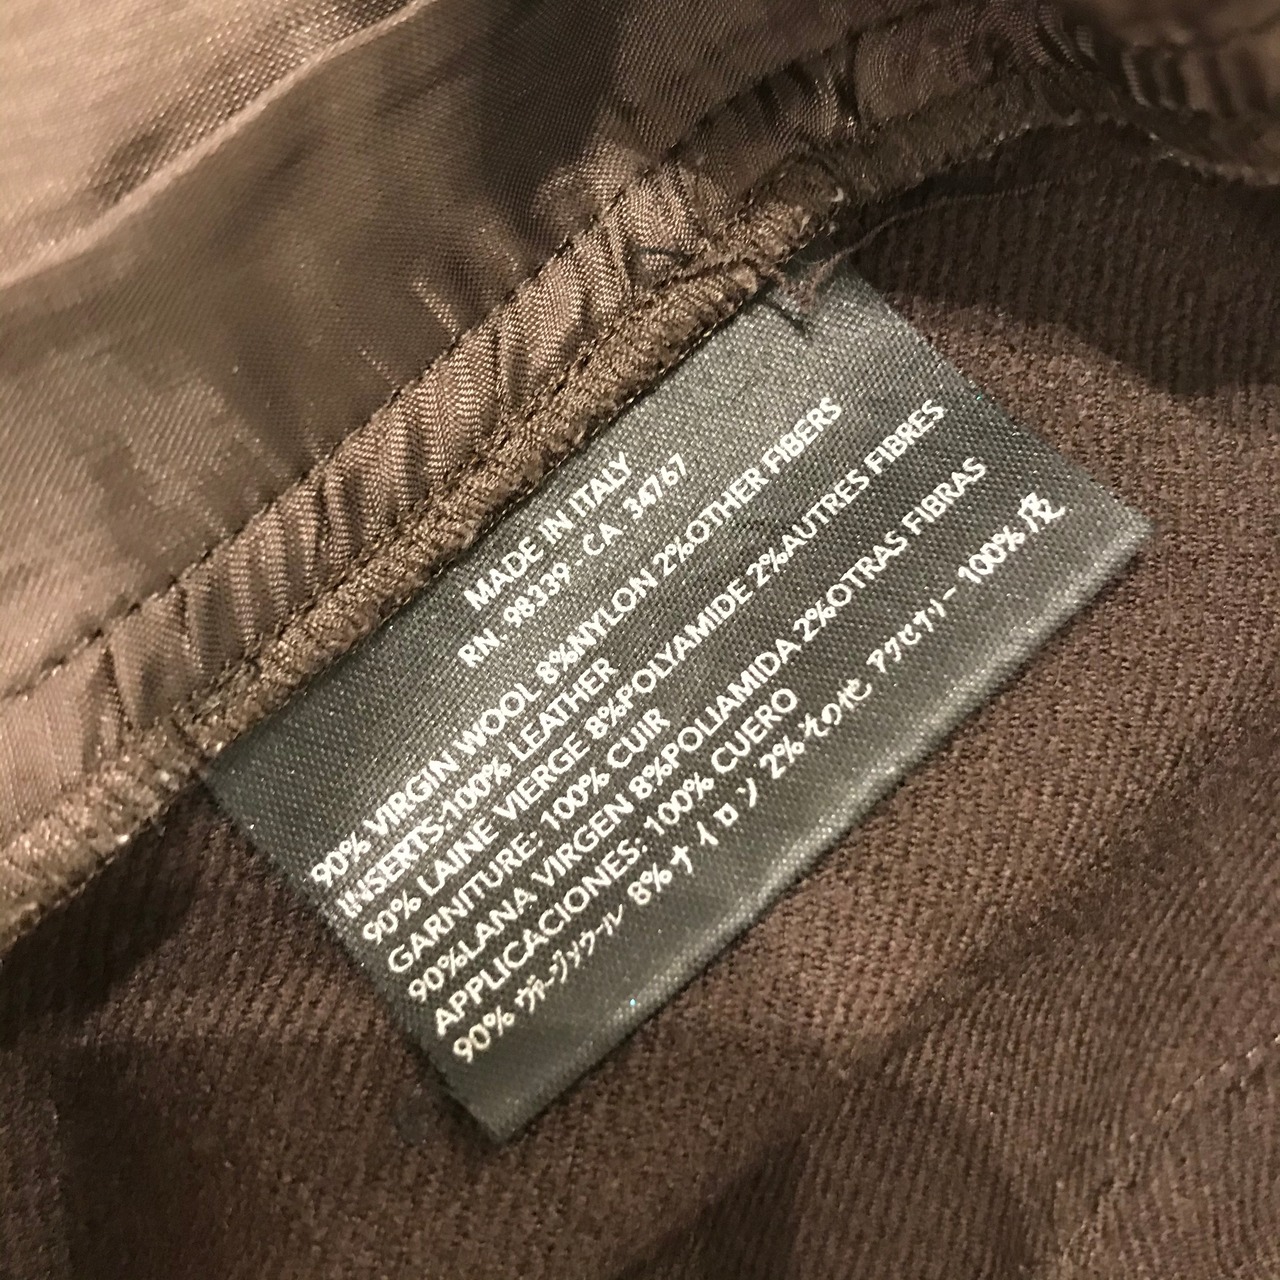 MADE IN ITALY
RN. 98339 - CA 34767
90% VIRGIN WOOL 8%NYLON 2%OTHER FIBERS
INSERTS-100% LEATHER
90% LAINE VIERGE 8%POLYAMIDE 2%AUTRES FIBRES
GARNITURE: 100% CUIR
90%LANA VIRGEN 8%POLIAMIDA 2%OTRAS FIBRAS
APPLICACIONES: 100% CUERO
90% ヴァージンウール 8% ナイロン 2% その他 アクセサリー 100% 皮